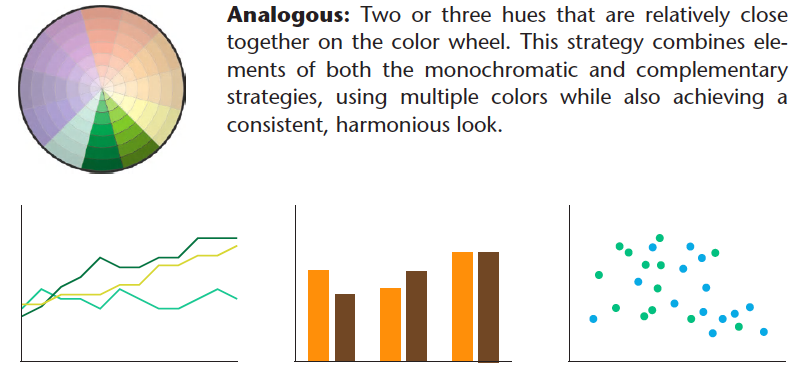 Analogous: Two or three hues that are relatively close
together on the color wheel. This strategy combines ele-
ments of both the monochromatic and complementary
strategies, using multiple colors while also achieving a
consistent, harmonious look.